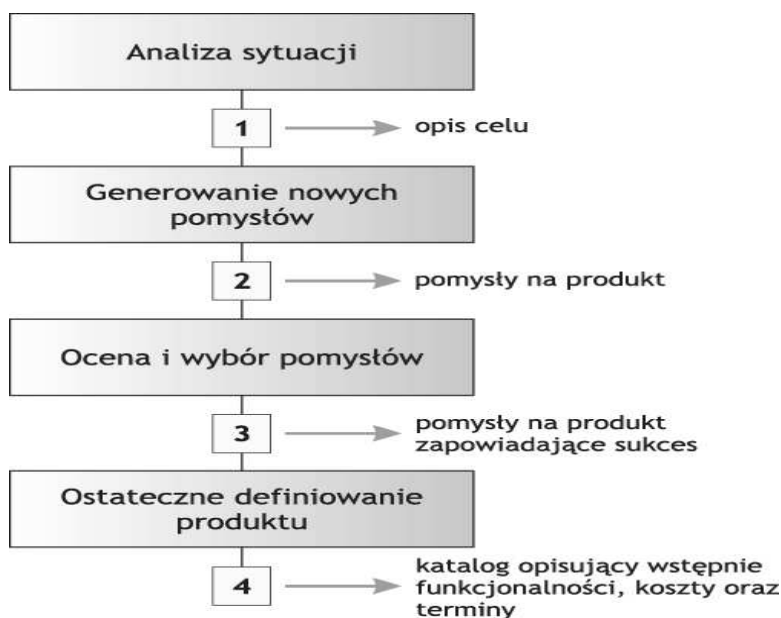 Analiza sytuacji
1
opis celu
Generowanie nowych
pomysłów
2
pomysły na produkt
Ocena i wybór pomysłów
3
pomysły na produkt
zapowiadające sukces
Ostateczne definiowanie
produktu
4
katalog opisujący wstępnie
funkcjonalności, koszty oraz
terminy